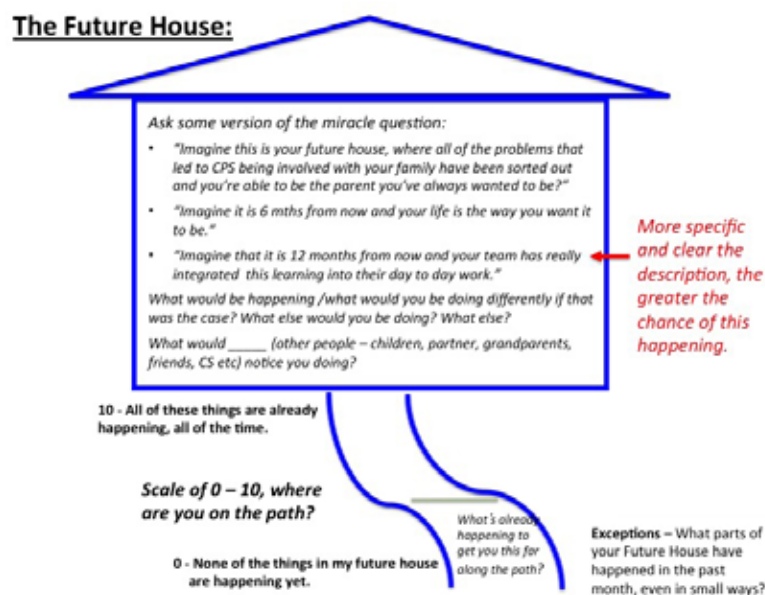 The Future House:
Ask some version of the miracle question:
• "Imagine this is your future house, where all of the problems that
led to CPS being involved with your family have been sorted out
and you're able to be the parent you've always wanted to be?"
• "Imagine it is 6 mths from now and your life is the way you want it
to be."
• "Imagine that it is 12 months from now and your team has really
integrated this learning into their day to day work."
What would be happening /what would you be doing differently if that
was the case? What else would you be doing? What else?
What would _____ (other people – children, partner, grandparents,
friends, CS etc) notice you doing?
More specific
and clear the
description, the
greater the
chance of this
happening.
10 - All of these things are already
happening, all of the time.
Scale of 0 – 10, where
are you on the path?
0 - None of the things in my future house
are happening yet.
What's already
happening to
get you this far
along the path?
Exceptions – What parts
of your Future House have
happened in the past
month, even in small ways?